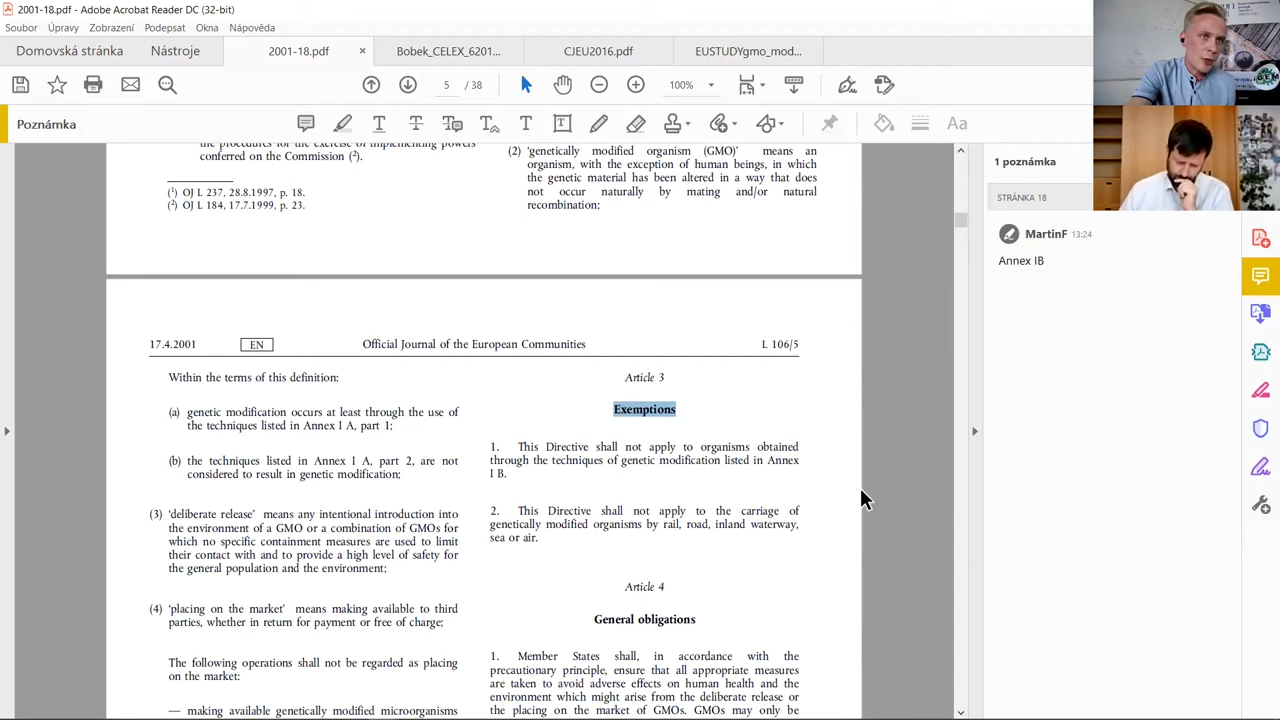 2001-18.pdf - Adobe Acrobat Reader DC (32-bit)
Soubor Úpravy Zobrazení Podpis Okna Nápověda
Domovská stránka Nástroje 2001-18.pdf × Bobek_CELEX_6201... CJEU2016.pdf EUSTUDYgmo_mod...
5 / 38 100%
Poznámka
Aa
the procedures for the exercise of implementing powers
conferred on the Commission (²).
(¹) OJ L 237, 28.8.1997, p. 18.
(²) OJ L 184, 17.7.1999, p. 23.
(2) ‘genetically modified organism (GMO)’ means an
organism, with the exception of human beings, in which
the genetic material has been altered in a way that does
not occur naturally by mating and/or natural
recombination;
17.4.2001 EN Official Journal of the European Communities L 106/5
Within the terms of this definition:
(a) genetic modification occurs at least through the use of
the techniques listed in Annex I A, part 1;
(b) the techniques listed in Annex I A, part 2, are not
considered to result in genetic modification;
(3) ‘deliberate release’ means any intentional introduction into
the environment of a GMO or a combination of GMOs for
which no specific containment measures are used to limit
their contact with and to provide a high level of safety for
the general population and the environment;
(4) ‘placing on the market’ means making available to third
parties, whether in return for payment or free of charge;
The following operations shall not be regarded as placing
on the market:
— making available genetically modified microorganisms
Article 3
Exemptions
1. This Directive shall not apply to organisms obtained
through the techniques of genetic modification listed in Annex
I B.
2. This Directive shall not apply to the carriage of
genetically modified organisms by rail, road, inland waterway,
sea or air.
Article 4
General obligations
1. Member States shall, in accordance with the
precautionary principle, ensure that all appropriate measures
are taken to avoid adverse effects on human health and the
environment which might arise from the deliberate release or
the placing on the market of GMOs. GMOs may only be
1 poznámka
STRÁNKA 18
MartinF 13:24
Annex IB